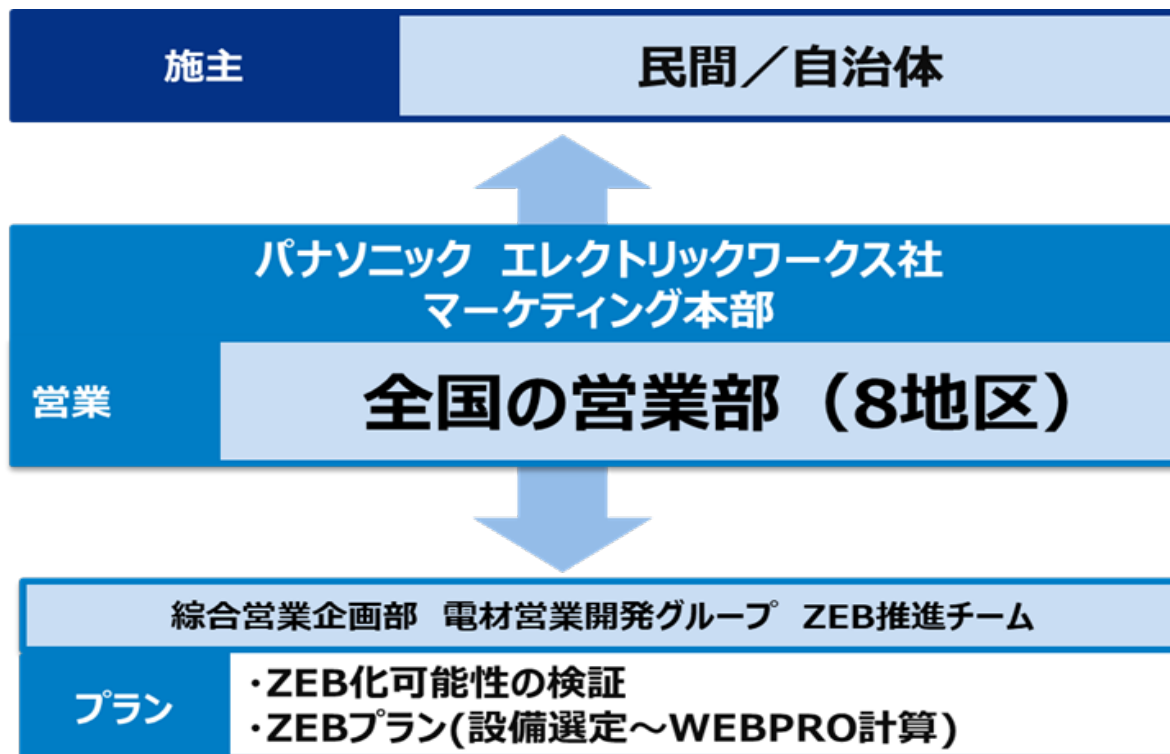 施主
民間／自治体
パナソニック エレクトリックワークス社
マーケティング本部
営業
全国の営業部（8地区）
綜合営業企画部 電材営業開発グループ ZEB推進チーム
プラン
・ZEB化可能性の検証
・ZEBプラン(設備選定～WEBPRO計算)